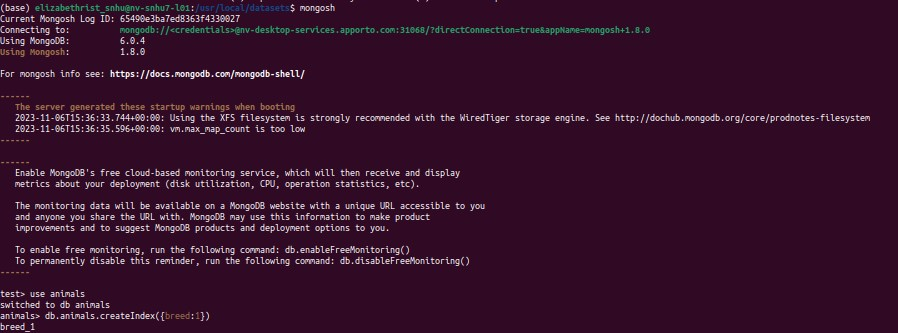 (base) elizabethrist_snhu@nv-snhu7-l01:/usr/local/datasets$ mongosh
Current Mongosh Log ID: 65490e3ba7ed8363f4330027
Connecting to: mongodb://<credentials>@nv-desktop-services.apporto.com:31068/?directConnection=true&appName=mongosh+1.8.0
Using MongoDB: 6.0.4
Using Mongosh: 1.8.0
For mongosh info see: https://docs.mongodb.com/mongodb-shell/
------
The server generated these startup warnings when booting
2023-11-06T15:36:33.744+00:00: Using the XFS filesystem is strongly recommended with the WiredTiger storage engine. See http://dochub.mongodb.org/core/prodnotes-filesystem
2023-11-06T15:36:35.596+00:00: vm.max_map_count is too low
------
------
Enable MongoDB's free cloud-based monitoring service, which will then receive and display
metrics about your deployment (disk utilization, CPU, operation statistics, etc).
The monitoring data will be available on a MongoDB website with a unique URL accessible to you
and anyone you share the URL with. MongoDB may use this information to make product
improvements and to suggest MongoDB products and deployment options to you.
To enable free monitoring, run the following command: db.enableFreeMonitoring()
To permanently disable this reminder, run the following command: db.disableFreeMonitoring()
------
test> use animals
switched to db animals
animals> db.animals.createIndex({breed:1})
breed_1